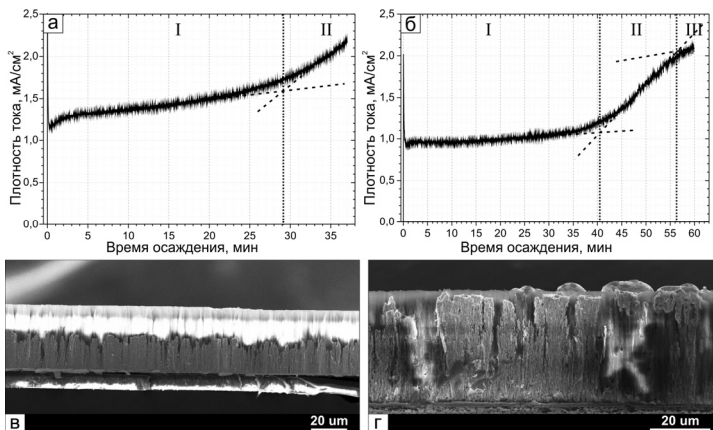 а
I
II
Плотность тока, мА/см²
2,5
2,0
1,5
1,0
0,5
0,0
0 5 10 15 20 25 30 35
Время осаждения, мин
б
I
II
III
Плотность тока, мА/см²
2,5
2,0
1,5
1,0
0,5
0,0
0 5 10 15 20 25 30 35 40 45 50 55 60
Время осаждения, мин
в
20 um
г
20 um